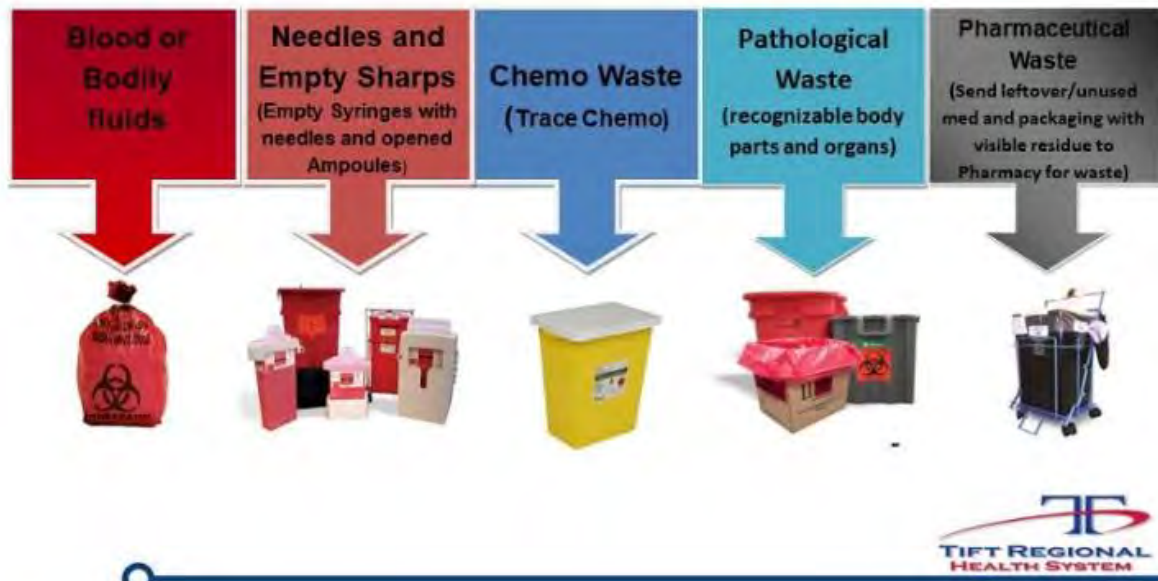 Blood or
Bodily
fluids
Needles and
Empty Sharps
(Empty Syringes with
needles and opened
Ampoules)
Chemo Waste
(Trace Chemo)
Pathological
Waste
(recognizable body
parts and organs)
Pharmaceutical
Waste
(Send leftover/unused
med and packaging with
visible residue to
Pharmacy for waste)
TIFT REGIONAL
HEALTH SYSTEM